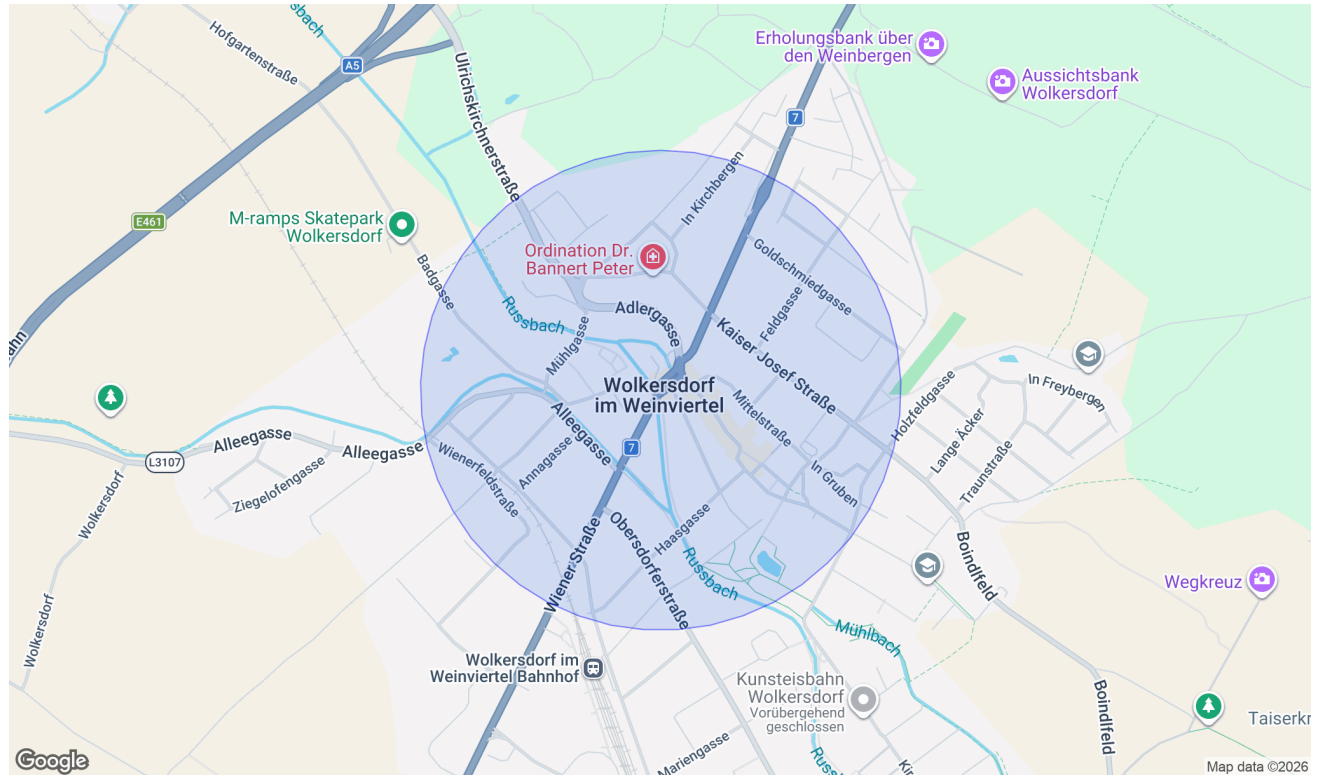 Russbach
Hofgartenstraße
A5
Ulrichskirchnerstraße
Erholungsbank über
den Weinbergen
Aussichtsbank
Wolkersdorf
7
In Kirchbergen
E461
M-ramps Skatepark
Wolkersdorf
Ordination Dr.
Bannert Peter
Goldschmiedgasse
Badgasse
Russbach
Adlergasse
Feldgasse
Mühlgasse
Kaiser Josef Straße
Wolkersdorf
im Weinviertel
Mittelstraße
In Freybergen
Holzfeldgasse
Lange Äcker
Traunstraße
Alleegasse
Alleegasse
Alleegasse
L3107
7
Annagasse
Wienerfeldstraße
Ziegelofengasse
In Gruben
Wolkersdorf
Haasgasse
Obersdorferstraße
Wiener Straße
Russbach
Boindlfeld
Wegkreuz
Mühlbach
Wolkersdorf
Wolkersdorf im
Weinviertel Bahnhof
Kunsteisbahn
Wolkersdorf
Vorübergehend
geschlossen
Boindlfeld
Taiserkr
Mariengasse
Google
Map data ©2026